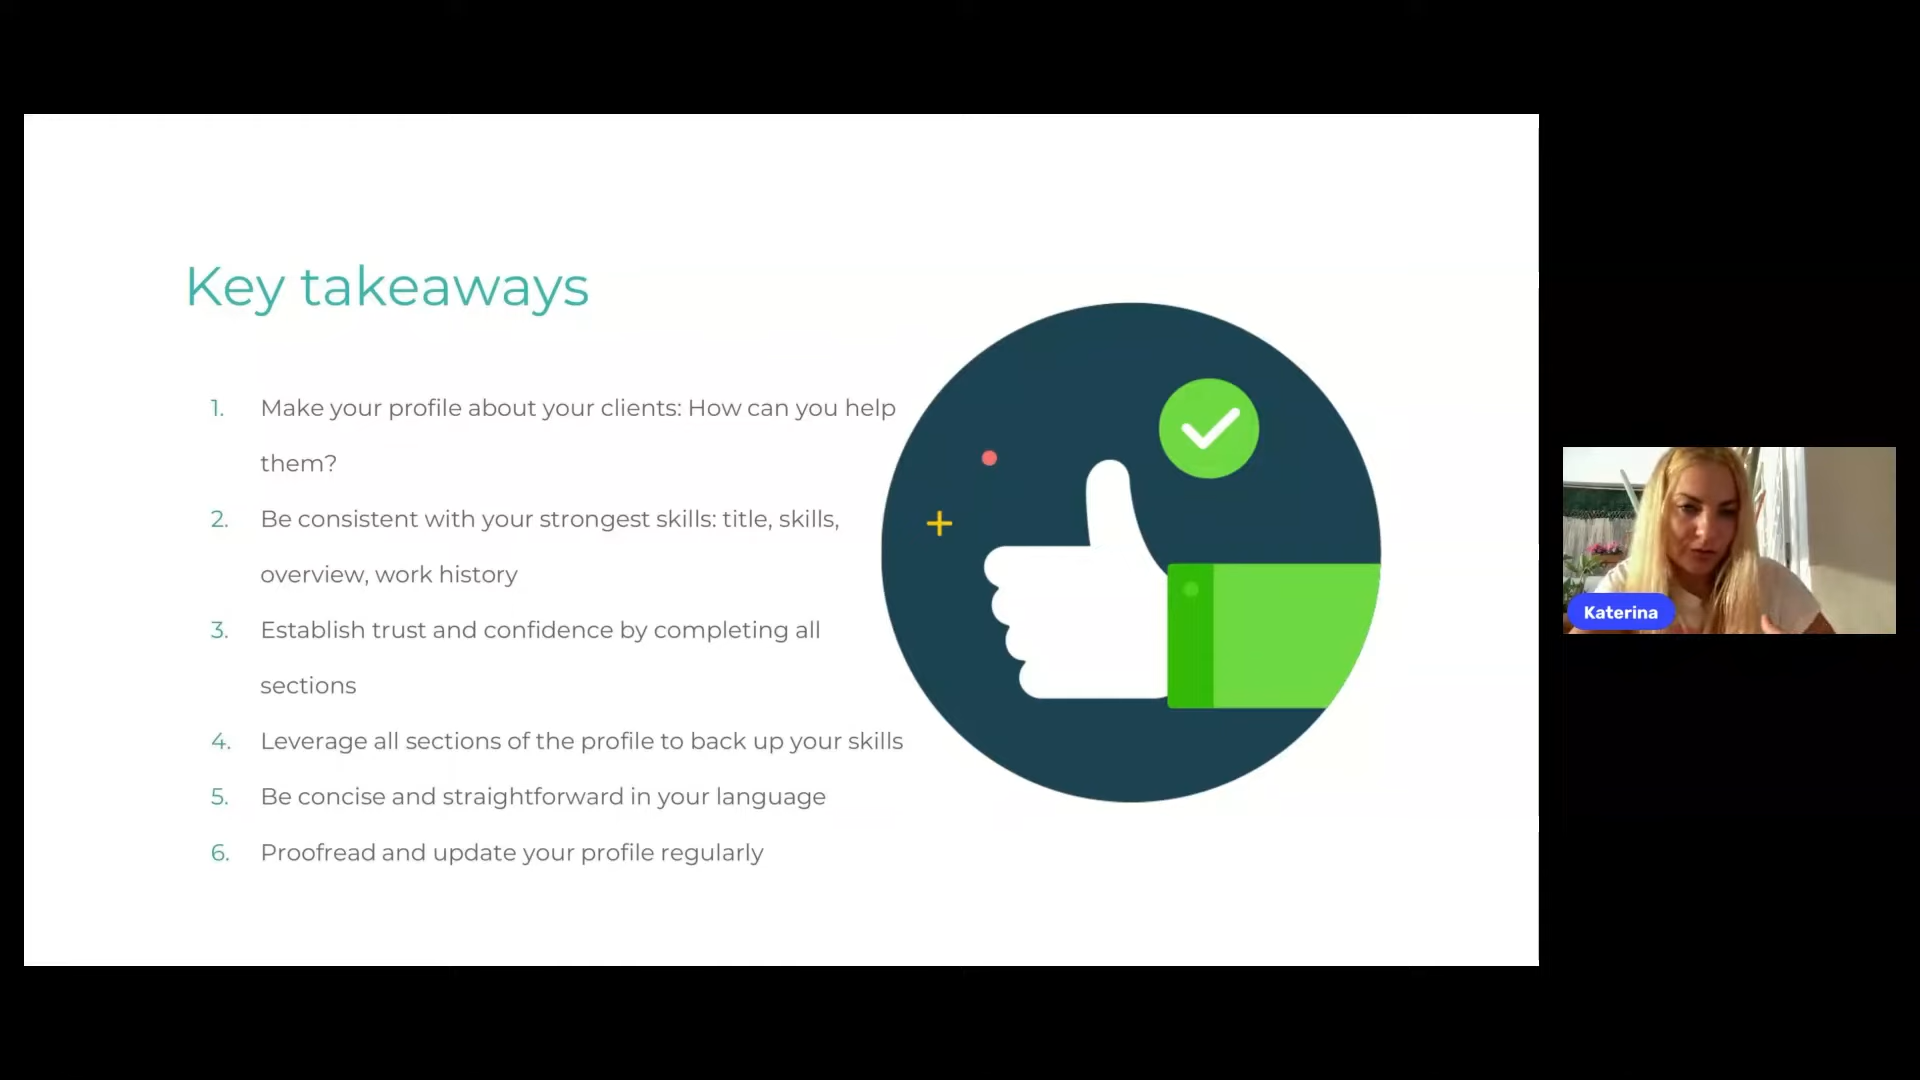 Key takeaways
1. Make your profile about your clients: How can you help
them?
2. Be consistent with your strongest skills: title, skills,
overview, work history
3. Establish trust and confidence by completing all
sections
4. Leverage all sections of the profile to back up your skills
5. Be concise and straightforward in your language
6. Proofread and update your profile regularly
Katerina